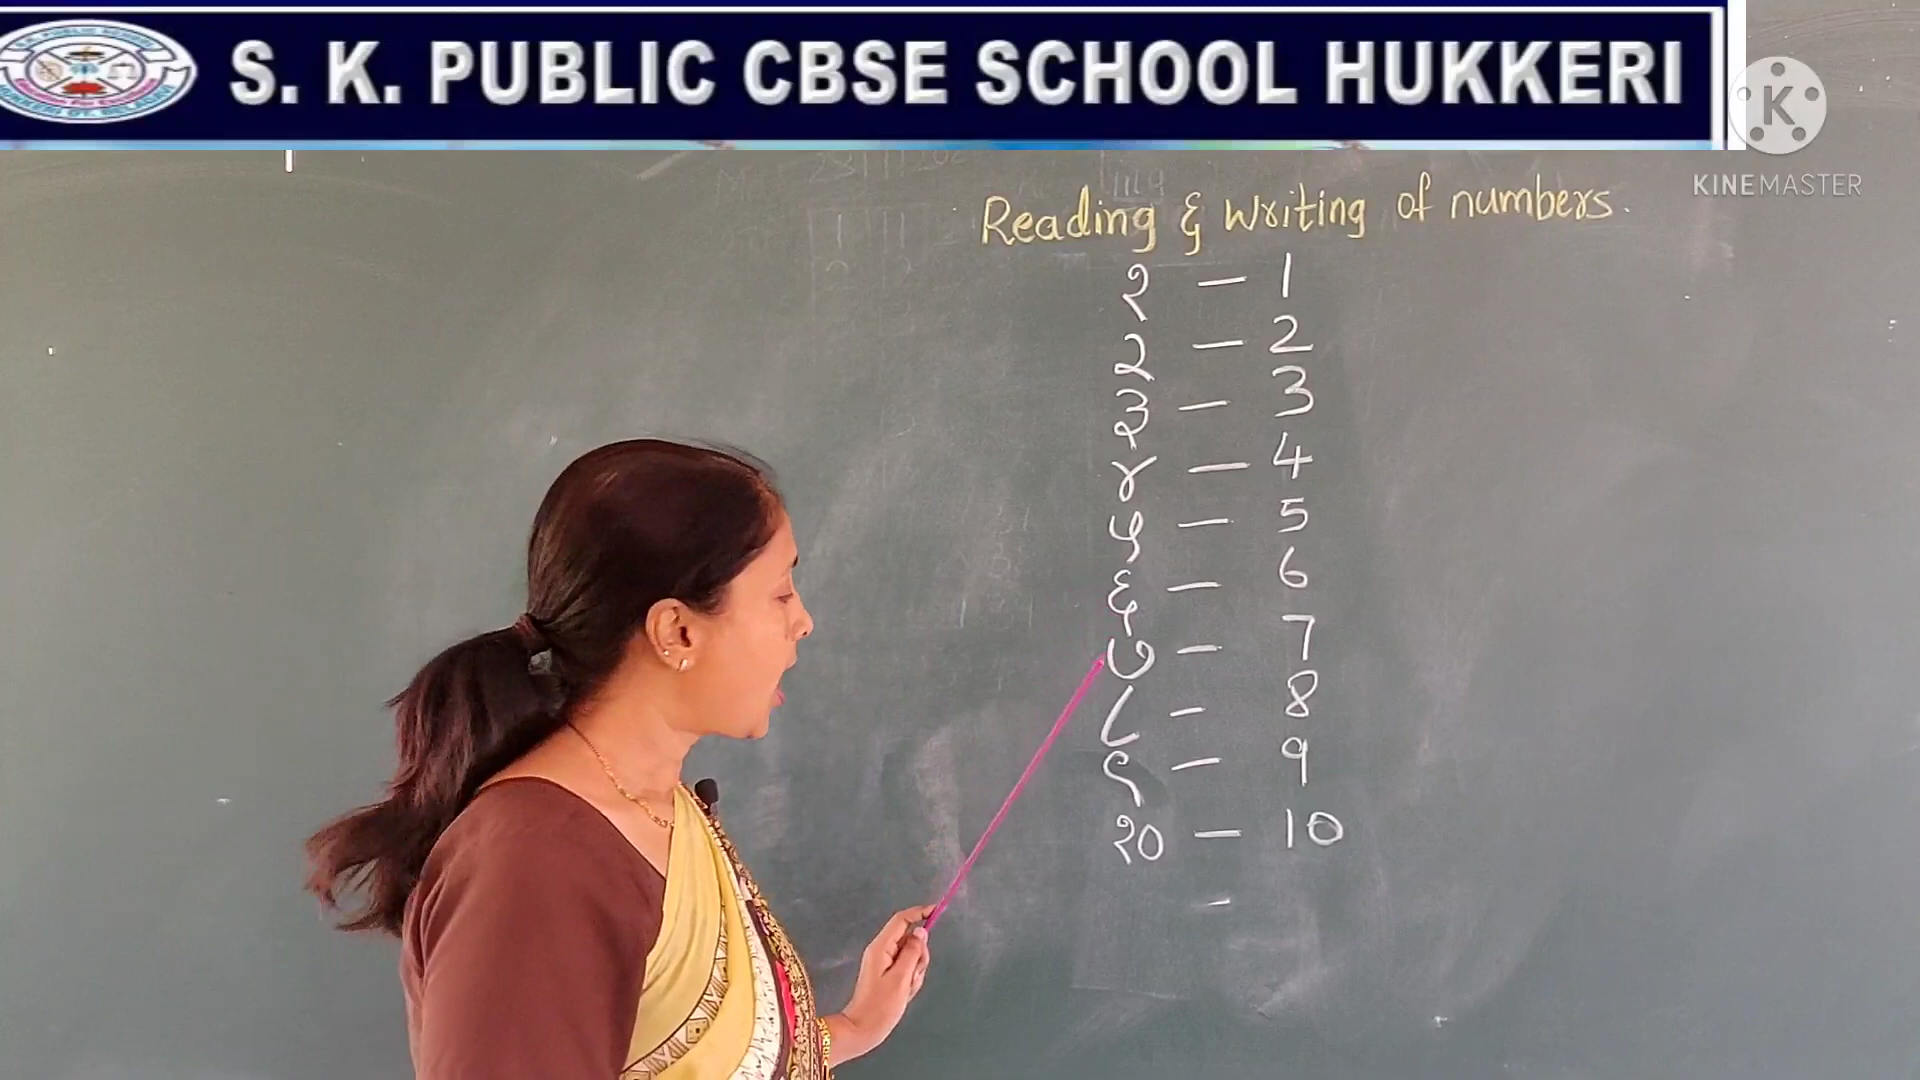 S. K. PUBLIC CBSE SCHOOL HUKKERI
K
KINEMASTER
Reading & Writing of numbers.
१ - 1
२ - 2
३ - 3
४ - 4
५ - 5
६ - 6
७ - 7
८ - 8
९ - 9
१० - 10
-